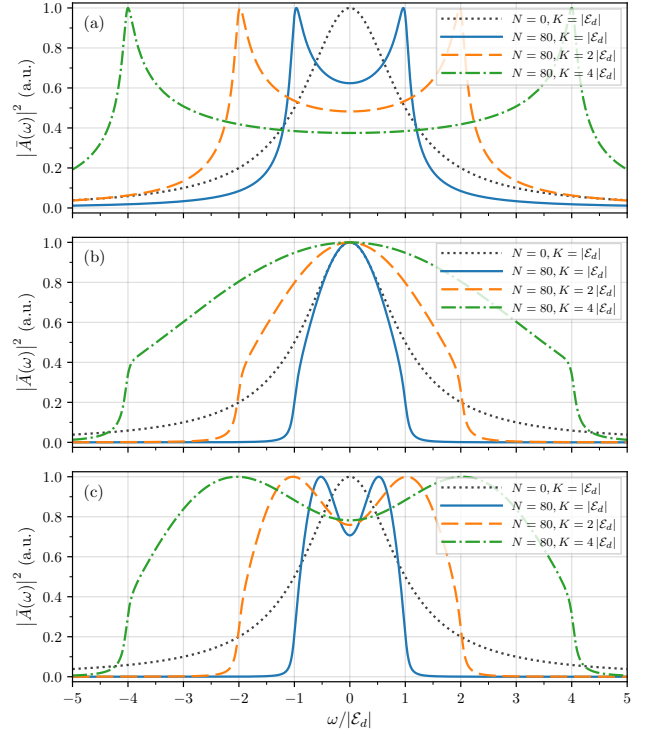 (a)
N = 0, K = |ℰ_d|
N = 80, K = |ℰ_d|
N = 80, K = 2 |ℰ_d|
N = 80, K = 4 |ℰ_d|
|Ā(ω)|² (a.u.)
1.0
0.8
0.6
0.4
0.2
0.0
(b)
N = 0, K = |ℰ_d|
N = 80, K = |ℰ_d|
N = 80, K = 2 |ℰ_d|
N = 80, K = 4 |ℰ_d|
|Ā(ω)|² (a.u.)
1.0
0.8
0.6
0.4
0.2
0.0
(c)
N = 0, K = |ℰ_d|
N = 80, K = |ℰ_d|
N = 80, K = 2 |ℰ_d|
N = 80, K = 4 |ℰ_d|
|Ā(ω)|² (a.u.)
1.0
0.8
0.6
0.4
0.2
0.0
−5 −4 −3 −2 −1 0 1 2 3 4 5
ω/|ℰ_d|